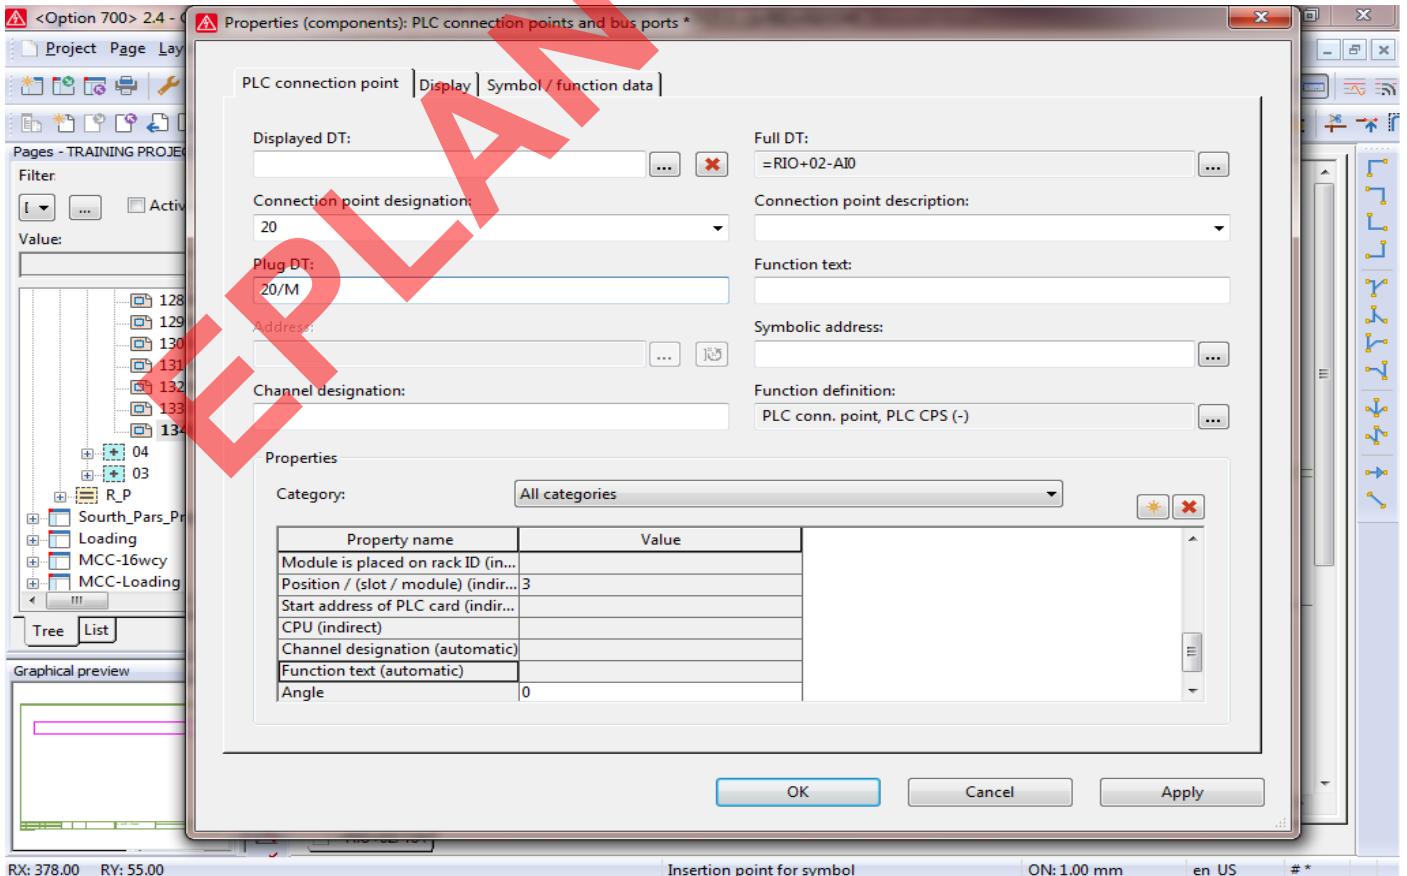 <Option 700> 2.4 -
Properties (components): PLC connection points and bus ports *
Project Page Lay
PLC connection point Display Symbol / function data
Pages - TRAINING PROJE
Filter
Activ
Value:
Displayed DT:
Full DT:
=RIO+02-AI0
Connection point designation:
Connection point description:
20
Plug DT:
Function text:
20/M
Address:
Symbolic address:
Channel designation:
Function definition:
PLC conn. point, PLC CPS (-)
128
129
130
131
132
133
134
04
03
R_P
Sourth_Pars_Pr
Loading
MCC-16wcy
MCC-Loading
Tree List
Graphical preview
Properties
Category:
All categories
Property name Value
Module is placed on rack ID (in...
Position / (slot / module) (indir... 3
Start address of PLC card (indir...
CPU (indirect)
Channel designation (automatic)
Function text (automatic)
Angle 0
OK Cancel Apply
RX: 378.00 RY: 55.00 Insertion point for symbol ON: 1.00 mm en_US # *
EPLAN